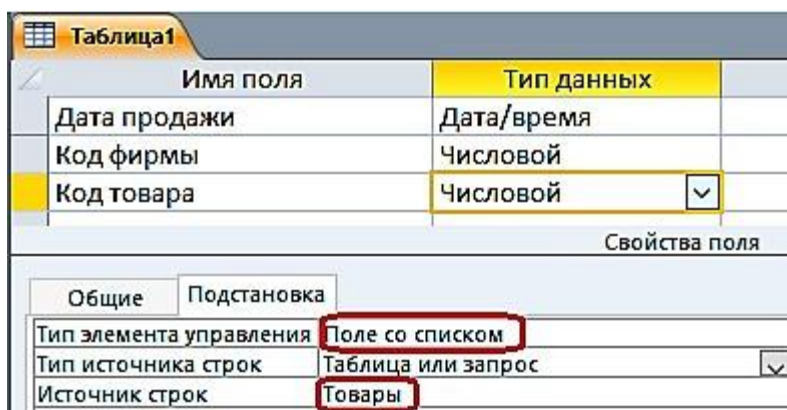 Таблица1
Имя поля Тип данных
Дата продажи Дата/время
Код фирмы Числовой
Код товара Числовой
Свойства поля
Общие Подстановка
Тип элемента управления Поле со списком
Тип источника строк Таблица или запрос
Источник строк Товары